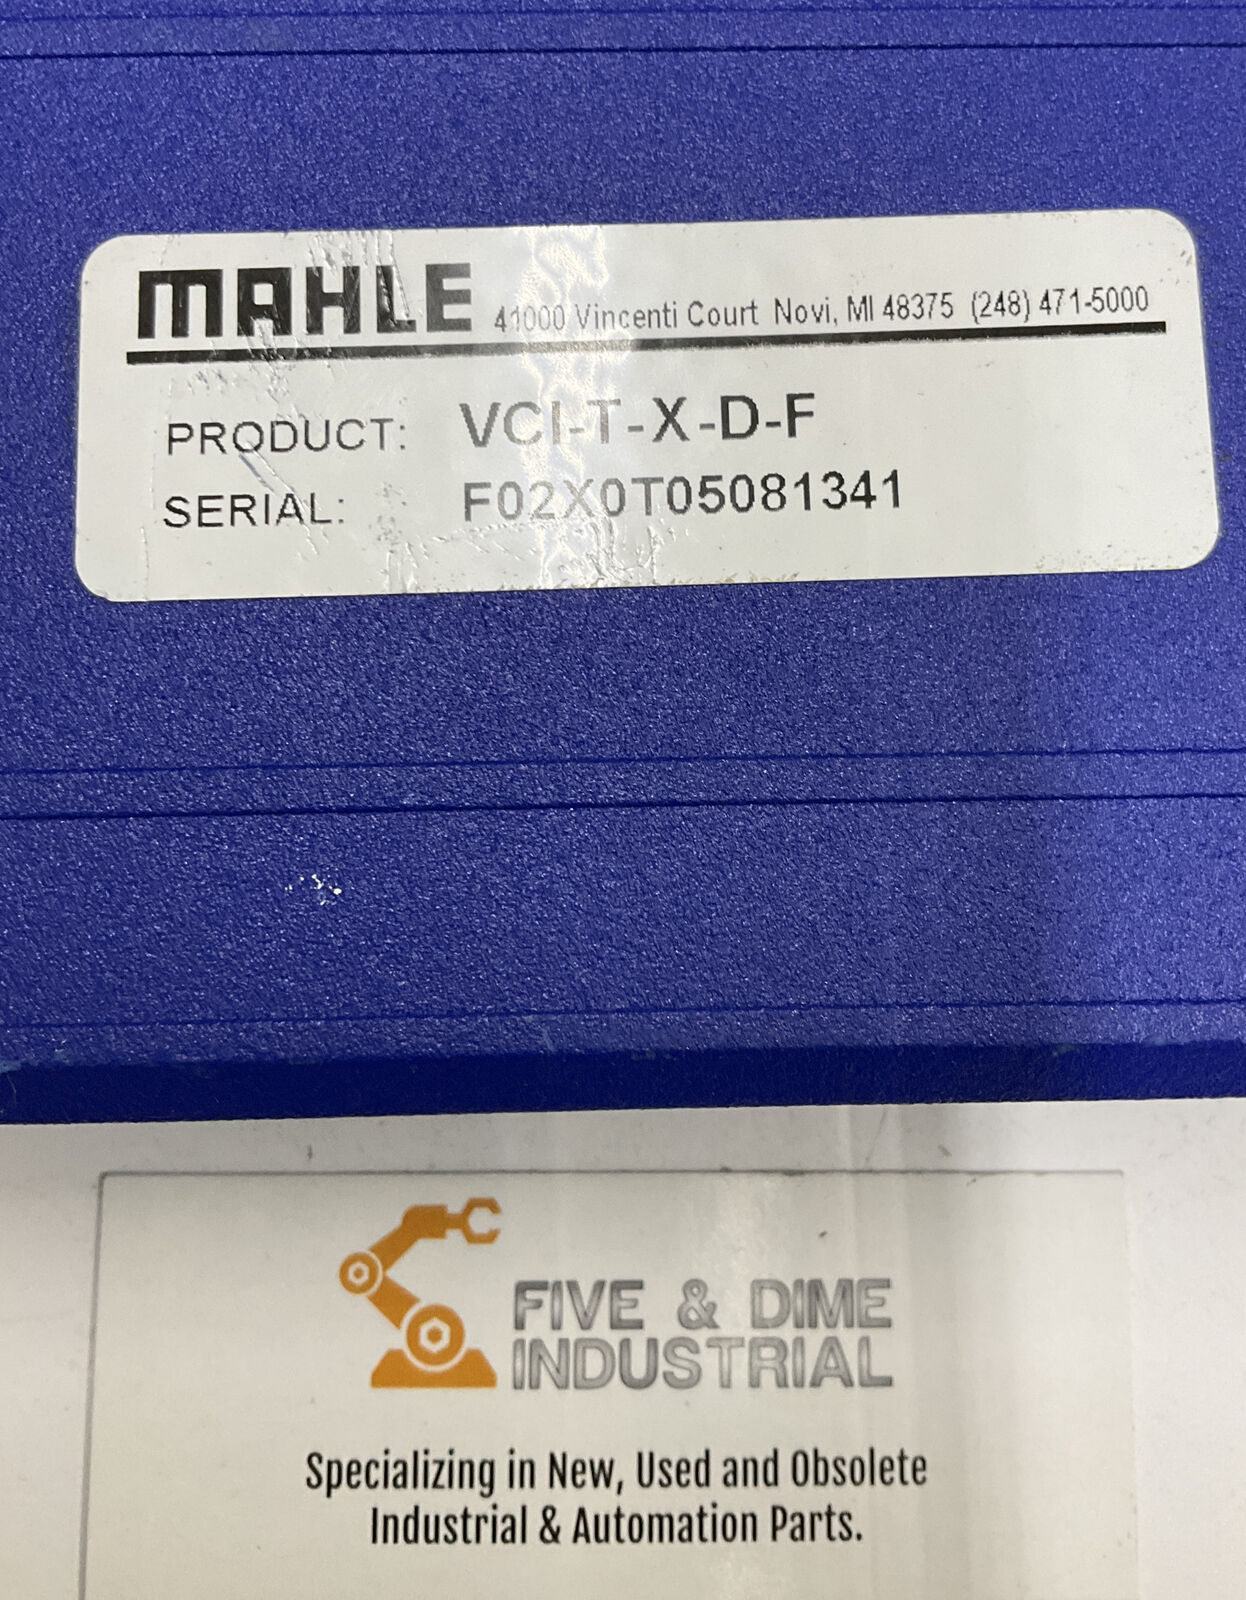 MAHLE 41000 Vincenti Court Novi, MI 48375 (248) 471-5000
PRODUCT: VCI-T-X-D-F
SERIAL: F02X0T05081341
FIVE & DIME
INDUSTRIAL
Specializing in New, Used and Obsolete
Industrial & Automation Parts.